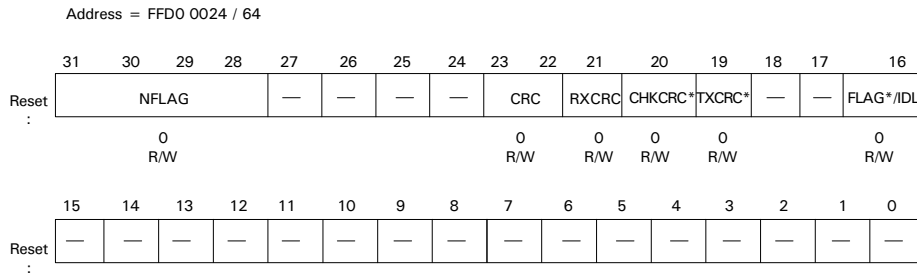 Address = FFD0 0024 / 64
31 30 29 28 27 26 25 24 23 22 21 20 19 18 17 16
Reset : NFLAG — — — — CRC RXCRC CHKCRC* TXCRC* — — FLAG*/IDL
0 0 0 0 0 0
R/W R/W R/W R/W R/W R/W
15 14 13 12 11 10 9 8 7 6 5 4 3 2 1 0
Reset : — — — — — — — — — — — — — — — —